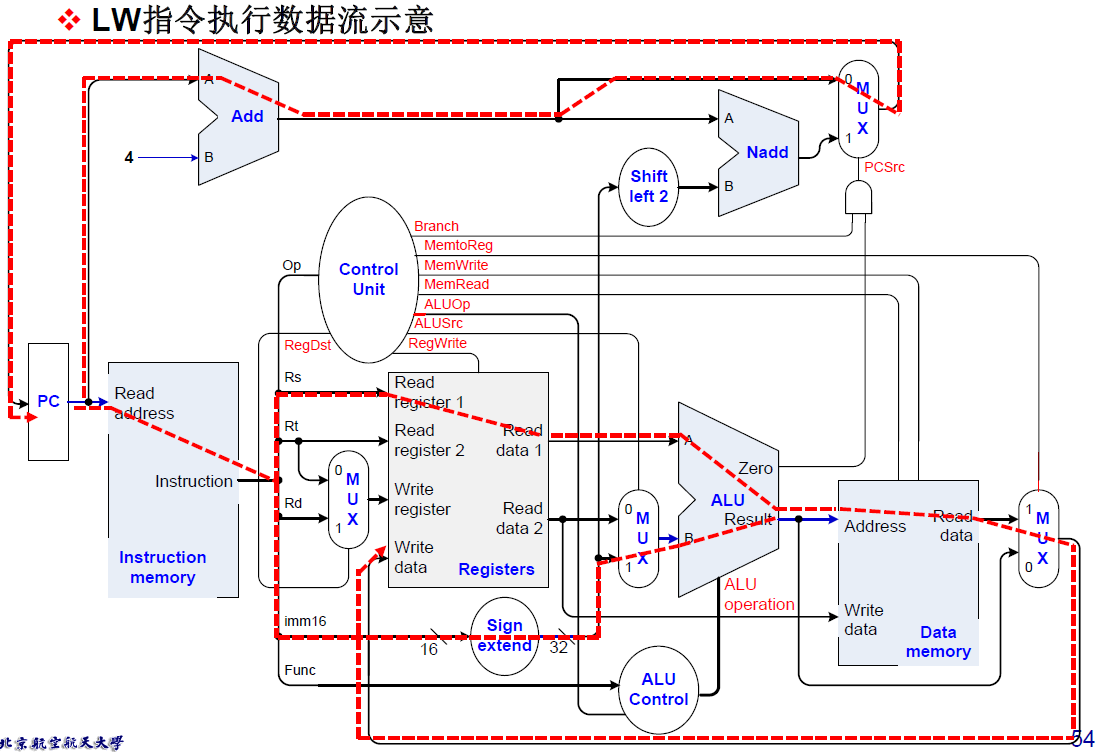 ❖ LW指令执行数据流示意
A
Add
4
B
0
M
U
X
1
A
Nadd
B
Shift
left 2
PCSrc
Branch
MemtoReg
MemWrite
MemRead
ALUOp
ALUSrc
RegWrite
RegDst
Op
Control
Unit
PC
Read
address
Instruction
Instruction
memory
Rs
Rt
Rd
0
M
U
X
1
Read
register 1
Read
register 2
Write
register
Write
data
Read
data 1
Read
data 2
Registers
0
M
U
X
1
A
Zero
ALU
Result
B
ALU
operation
Address
Read
data
Write
data
Data
memory
1
M
U
X
0
imm16
16
Sign
extend
32
Func
ALU
Control
北京航空航天大学
54